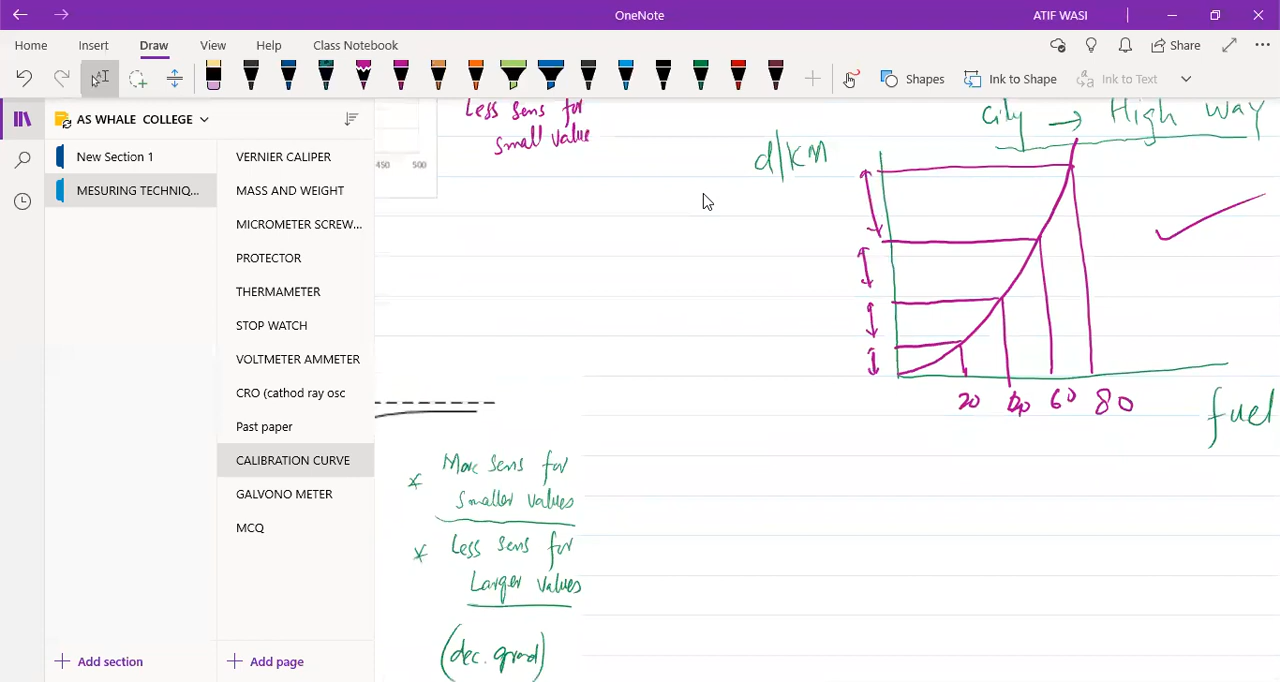 OneNote
ATIF WASI
Home
Insert
Draw
View
Help
Class Notebook
Share
Shapes
Ink to Shape
Ink to Text
AS WHALE COLLEGE
New Section 1
MESURING TECHNIQ...
VERNIER CALIPER
MASS AND WEIGHT
MICROMETER SCREW...
PROTECTOR
THERMAMETER
STOP WATCH
VOLTMETER AMMETER
CRO (cathod ray osc
Past paper
CALIBRATION CURVE
GALVONO METER
MCQ
Add section
Add page
Less sens for
small value
450 500
City → High way
d/KM
20 60 80
fuel
* More sens for
smaller values
* Less sens for
Larger values
(dec. grad)